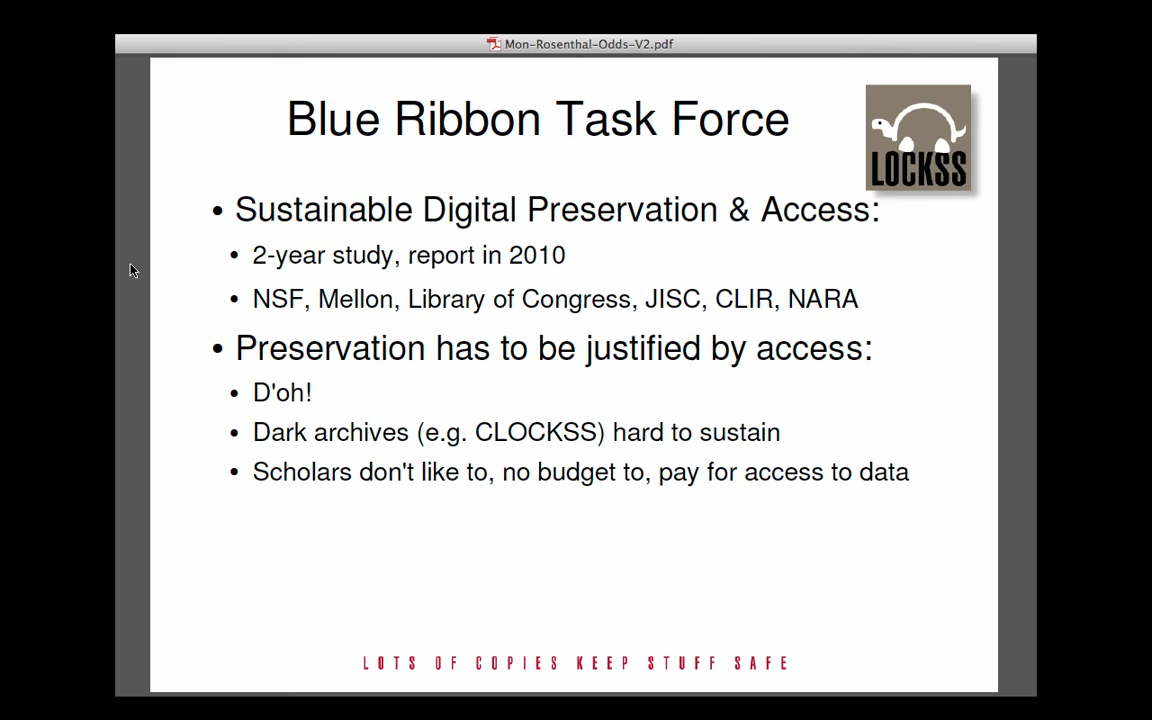 Mon-Rosenthal-Odds-V2.pdf
Blue Ribbon Task Force
LOCKSS
• Sustainable Digital Preservation & Access:
• 2-year study, report in 2010
• NSF, Mellon, Library of Congress, JISC, CLIR, NARA
• Preservation has to be justified by access:
• D'oh!
• Dark archives (e.g. CLOCKSS) hard to sustain
• Scholars don't like to, no budget to, pay for access to data
LOTS OF COPIES KEEP STUFF SAFE